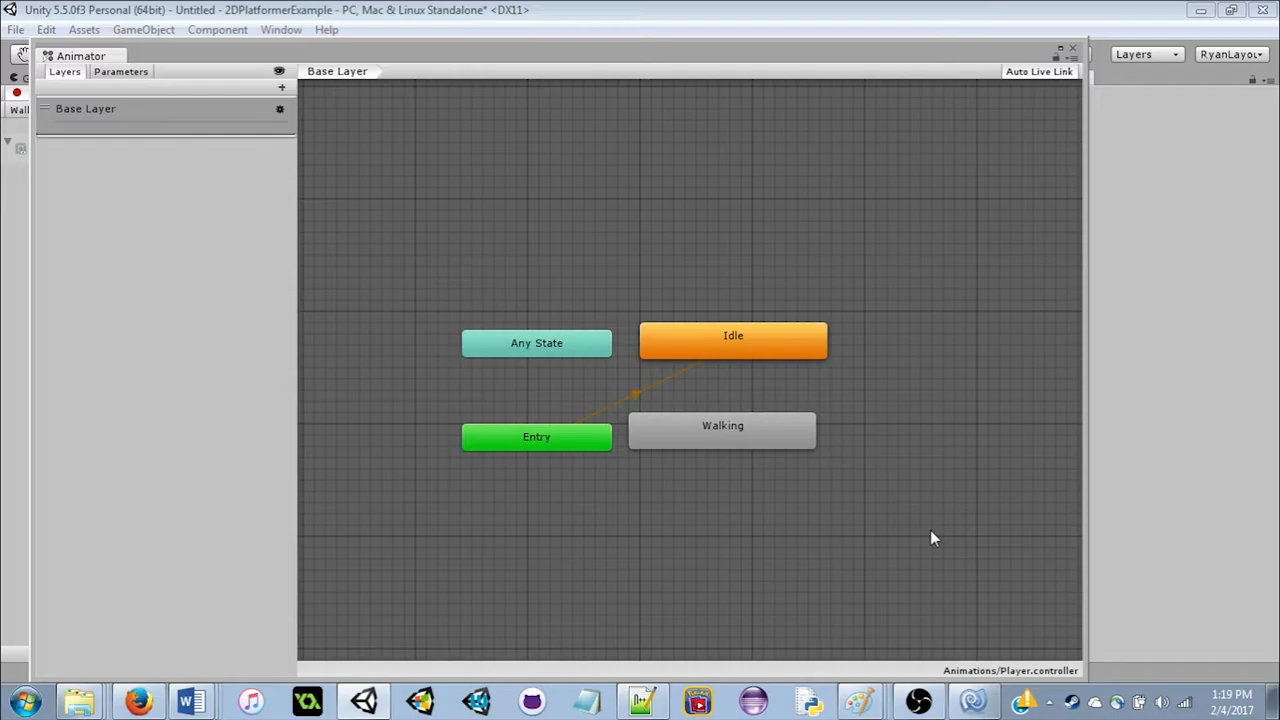 Unity 5.5.0f3 Personal (64bit) - Untitled - 2DPlatformerExample - PC, Mac & Linux Standalone* <DX11>
File Edit Assets GameObject Component Window Help
Animator
Layers RyanLayou
Layers Parameters
Base Layer
Auto Live Link
Wall
Base Layer
Any State
Idle
Entry
Walking
Animations/Player.controller
1:19 PM
2/4/2017